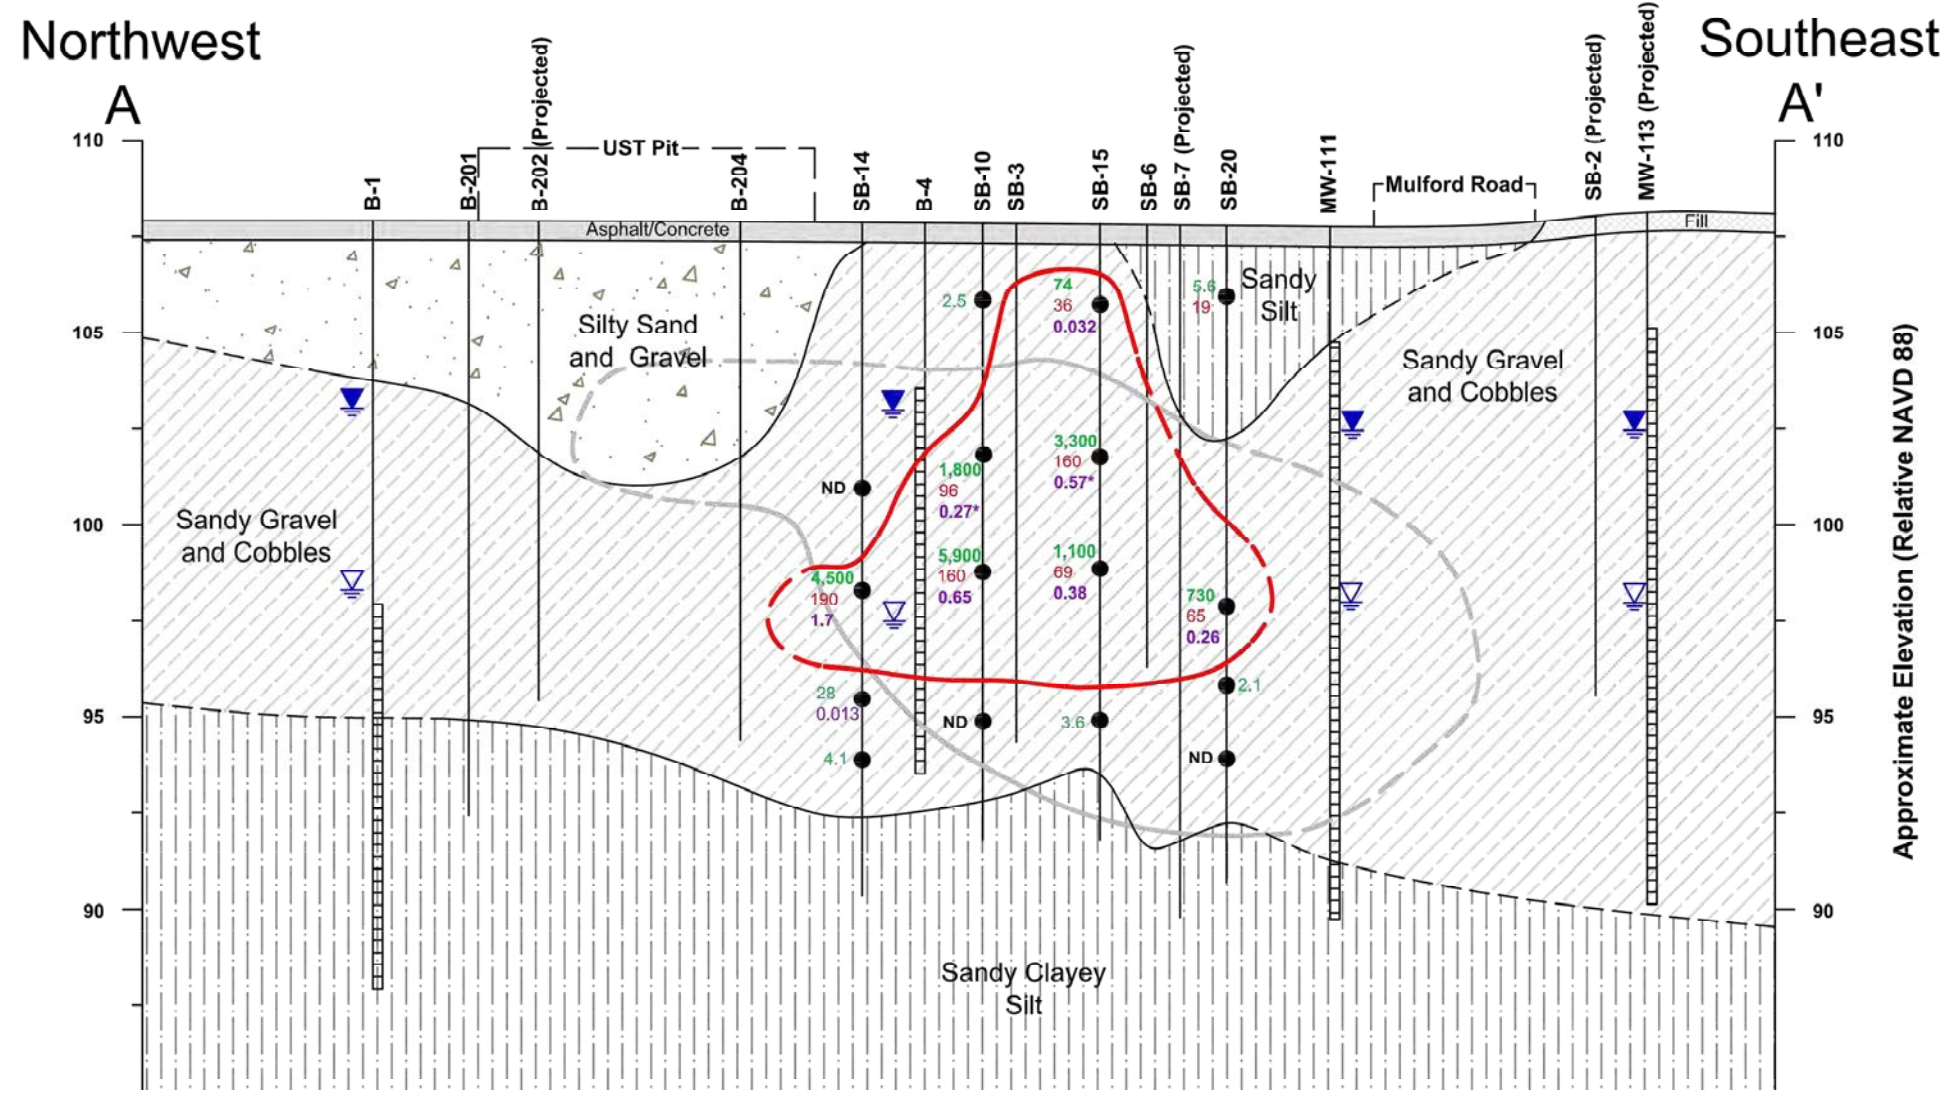 Northwest
Southeast
A
A'
B-1
B-201
B-202 (Projected)
UST Pit
B-204
SB-14
B-4
SB-10
SB-3
SB-15
SB-6
SB-7 (Projected)
SB-20
MW-111
Mulford Road
SB-2 (Projected)
MW-113 (Projected)
110
110
Asphalt/Concrete
Fill
Sandy
Silt
Silty Sand
and Gravel
Sandy Gravel
and Cobbles
105
105
2.5
74
36
0.032
5.6
19
3,300
160
0.57*
1,800
96
0.27*
ND
100
100
Sandy Gravel
and Cobbles
4,500
190
1.7
5,900
160
0.65
1,100
69
0.38
730
65
0.26
28
0.013
2.1
ND
3.6
95
95
4.1
ND
90
90
Sandy Clayey
Silt
Approximate Elevation (Relative NAVD 88)